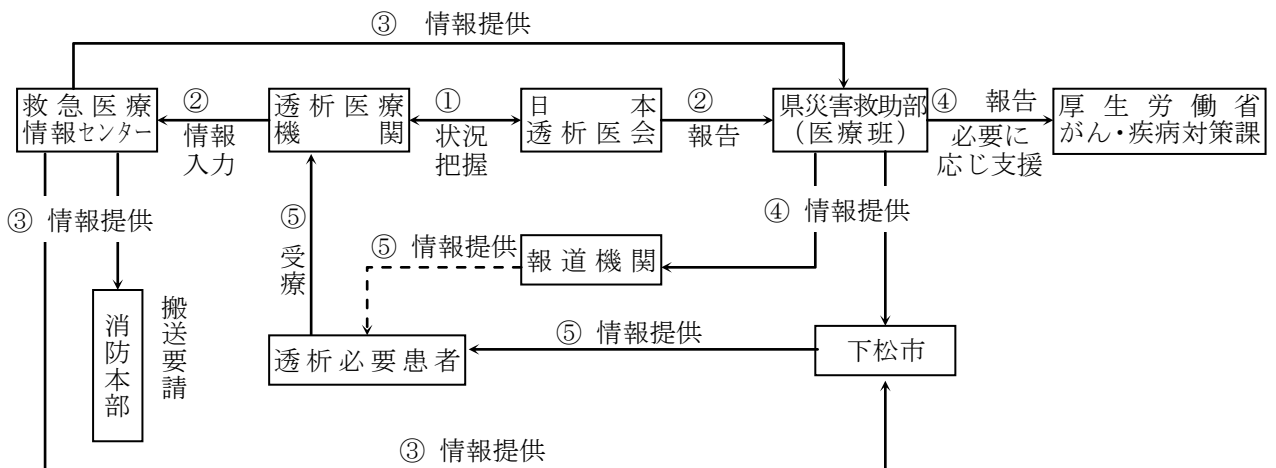 ③ 情報提供
救急医療
情報センター
②
情報
入力
透析医療
機関
①
状況
把握
日本
透析医会
②
報告
県災害救助部
(医療班)
④ 報告
必要に
応じ支援
厚生労働省
がん・疾病対策課
③ 情報提供
④ 情報提供
⑤
受療
⑤ 情報提供
報道機関
消防本部
搬送要請
透析必要患者
⑤ 情報提供
下松市
③ 情報提供